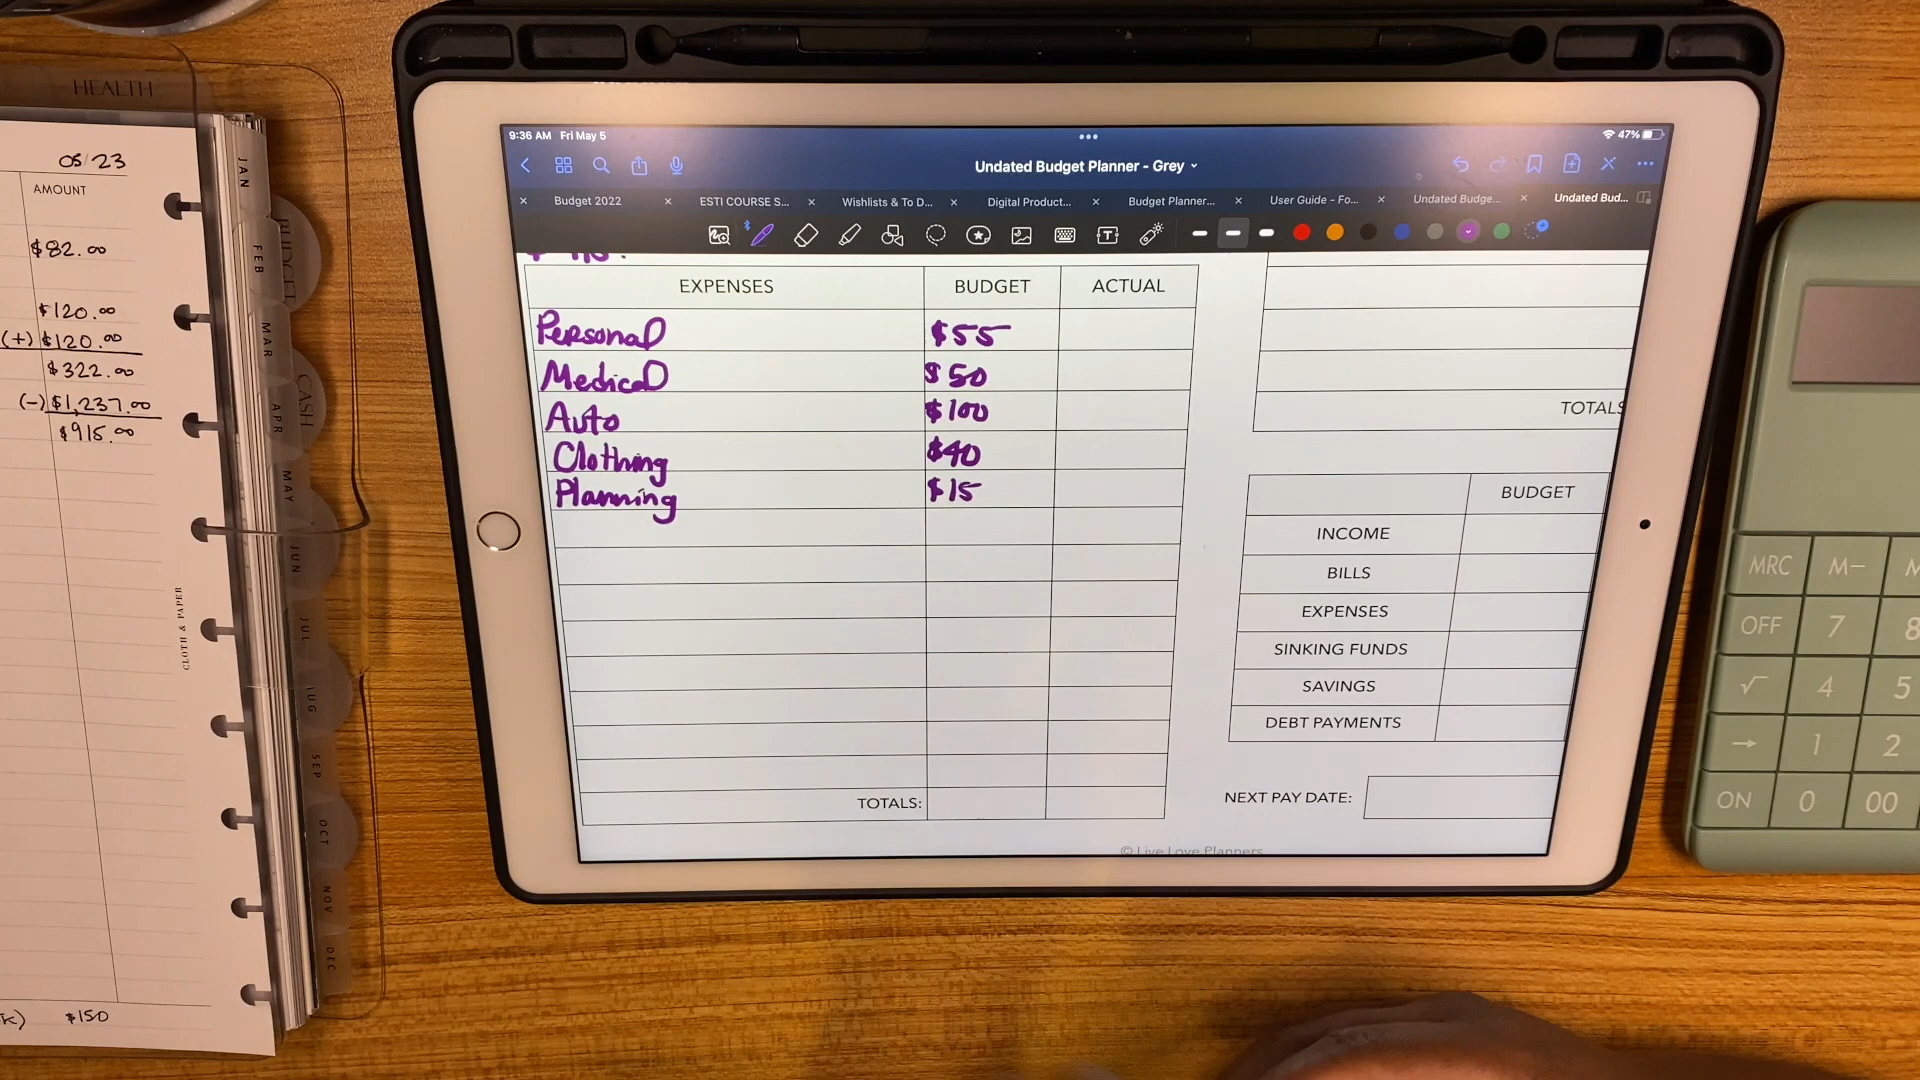 HEALTH
05/23
AMOUNT
$82.00
$120.00
(+) $120.00
$322.00
(-) $1,237.00
$915.00
CLOTH & PAPER
$150
JAN
FEB
MAR
APR
MAY
JUN
JUL
AUG
SEP
OCT
NOV
DEC
BUDGET
CASH
9:36 AM Fri May 5
47%
Undated Budget Planner - Grey
Budget 2022
ESTI COURSE S...
Wishlists & To D...
Digital Product...
Budget Planner...
User Guide - Fo...
Undated Budge...
Undated Bud...
EXPENSES BUDGET ACTUAL
Personal $55
Medical $50
Auto $100
Clothing $40
Planning $15
TOTALS:
TOTALS
BUDGET
INCOME
BILLS
EXPENSES
SINKING FUNDS
SAVINGS
DEBT PAYMENTS
NEXT PAY DATE:
© Live Love Planners
MRC M-
OFF 7 8
√ 4 5
→ 1 2
ON 0 00